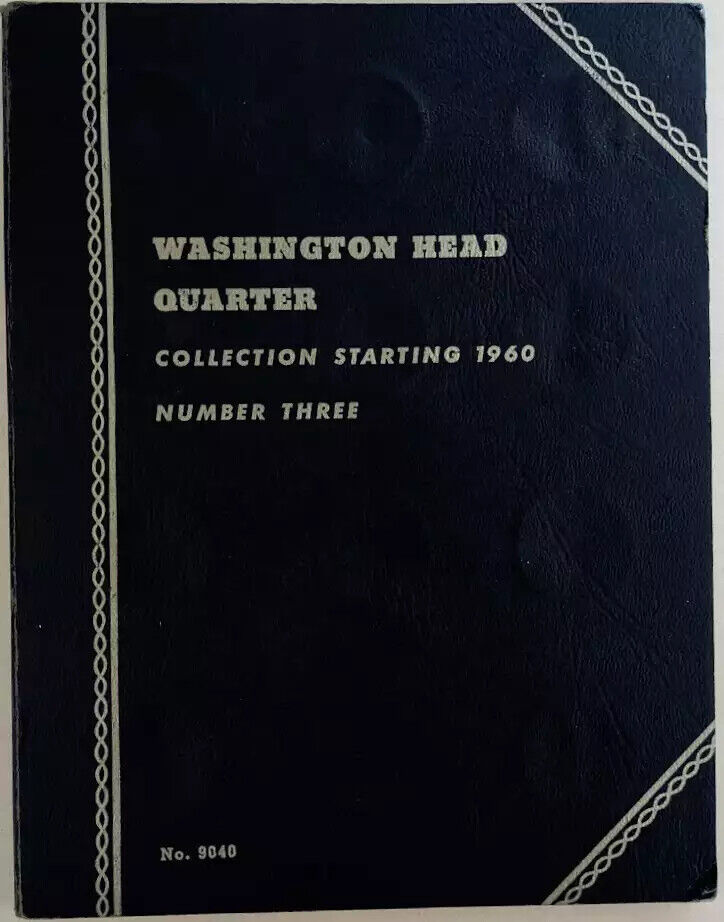 WASHINGTON HEAD
QUARTER
COLLECTION STARTING 1960
NUMBER THREE
No. 9040